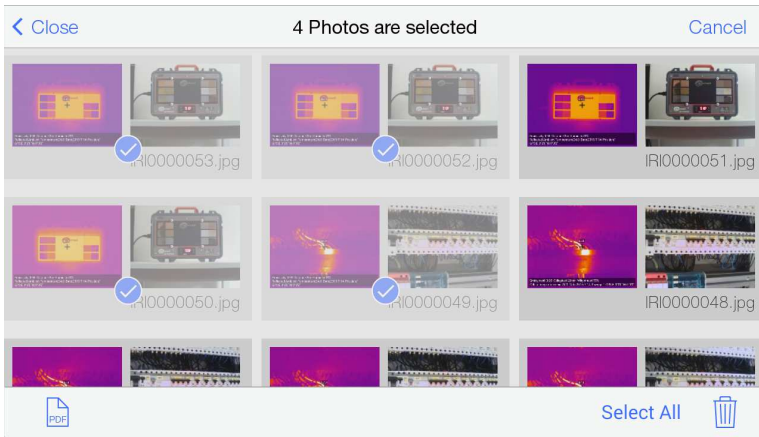 Close
4 Photos are selected
Cancel
IRI0000053.jpg
IRI0000052.jpg
IRI0000051.jpg
IRI0000050.jpg
IRI0000049.jpg
IRI0000048.jpg
PDF
Select All